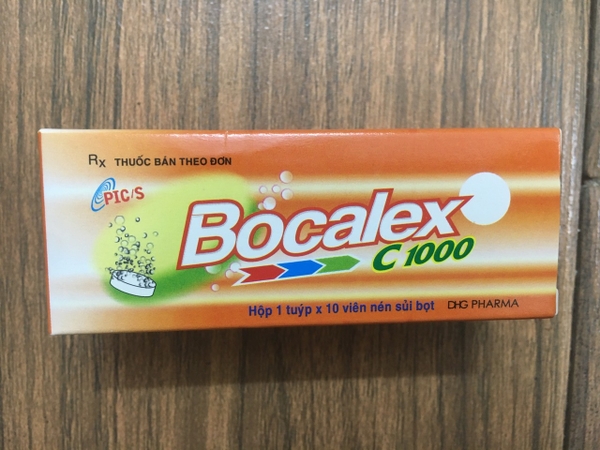 Rx THUỐC BÁN THEO ĐƠN
PIC/S
Bocalex
C 1000
Hộp 1 tuýp x 10 viên nén sủi bọt
DHG PHARMA